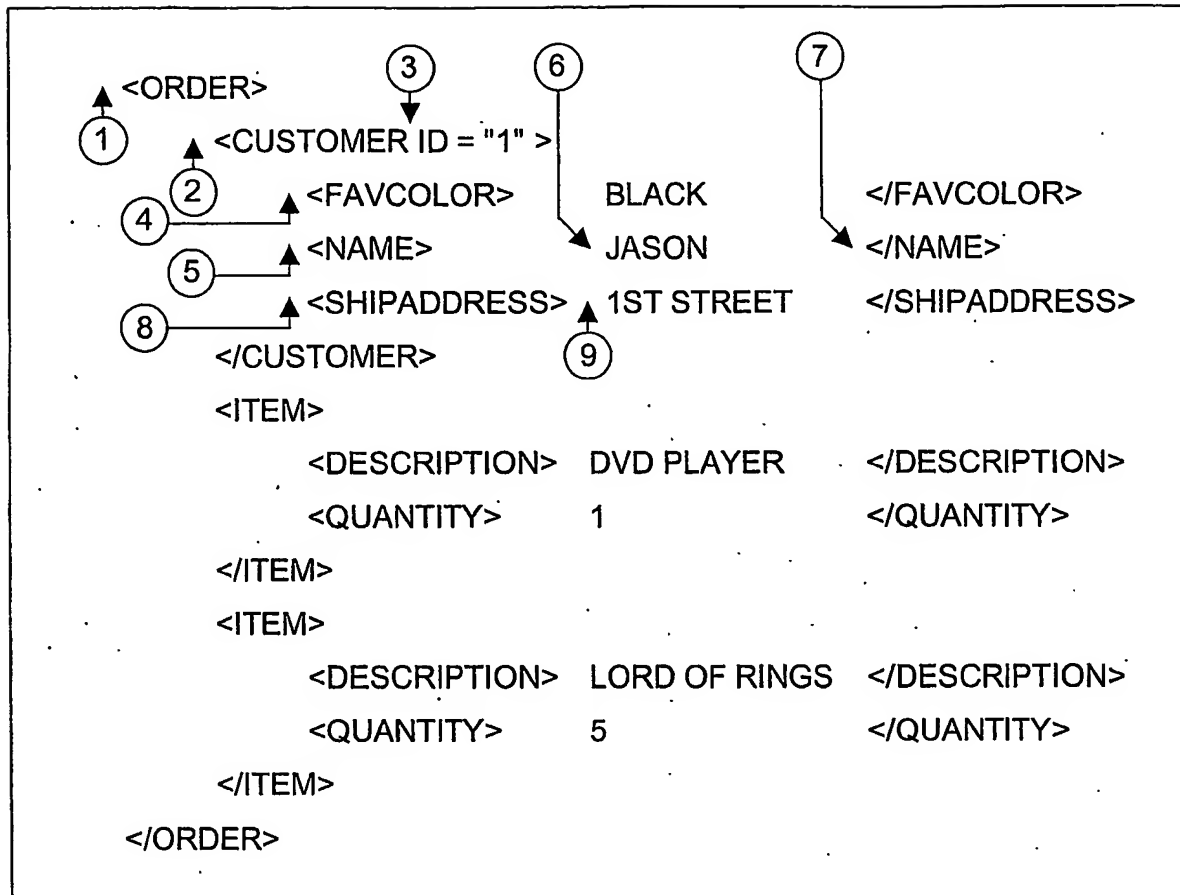 3 6 7
<ORDER>
1 <CUSTOMER ID = "1" >
2
4 <FAVCOLOR> BLACK </FAVCOLOR>
5 <NAME> JASON </NAME>
8 <SHIPADDRESS> 1ST STREET </SHIPADDRESS>
</CUSTOMER> 9
<ITEM>
<DESCRIPTION> DVD PLAYER </DESCRIPTION>
<QUANTITY> 1 </QUANTITY>
</ITEM>
<ITEM>
<DESCRIPTION> LORD OF RINGS </DESCRIPTION>
<QUANTITY> 5 </QUANTITY>
</ITEM>
</ORDER>